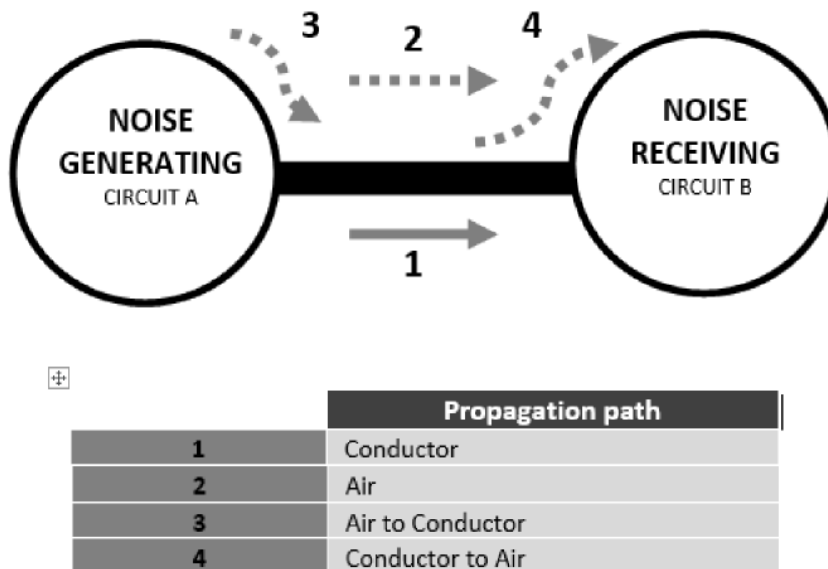 3
2
4
NOISE
GENERATING
CIRCUIT A
NOISE
RECEIVING
CIRCUIT B
1
Propagation path
1 Conductor
2 Air
3 Air to Conductor
4 Conductor to Air